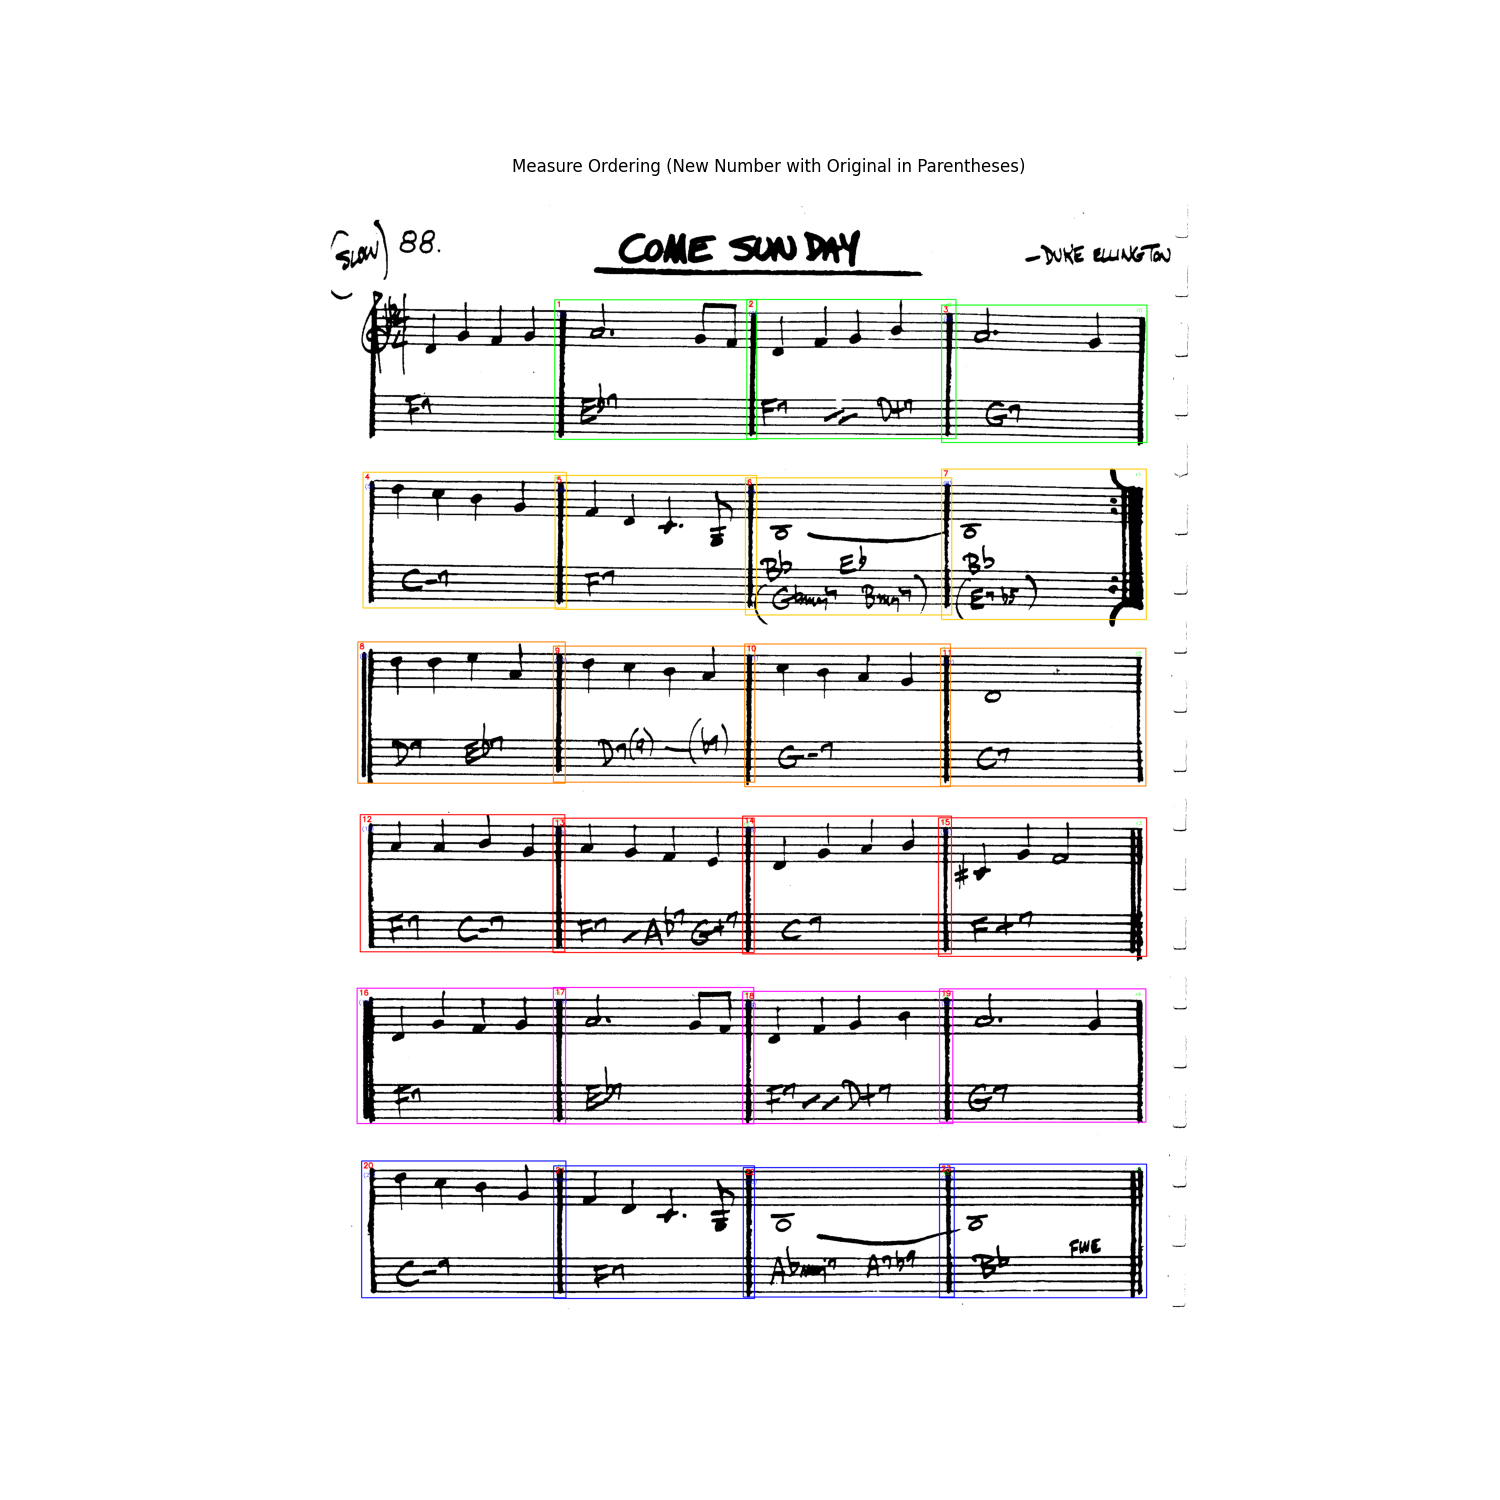 Measure Ordering (New Number with Original in Parentheses)
(SLOW) 88.
COME SUNDAY
-DUKE ELLINGTON
1 2 3
F7 Eb7 F7 D+7 G7
4 5 6 7
C-7 F7 Bb Eb Bb
(Gbmaj7 Bmaj7) (E7b5)
8 9 10 11
D7 Eb7 D7(9) (b9) G-7 C7
12 13 14 15
F7 C-7 F7 Ab7 G+7 C7 F+7
16 17 18 19
F7 Eb7 F7 D+7 G7
20 21 22 23
FINE
C-7 F7 Abmaj7 A7b9 Bb